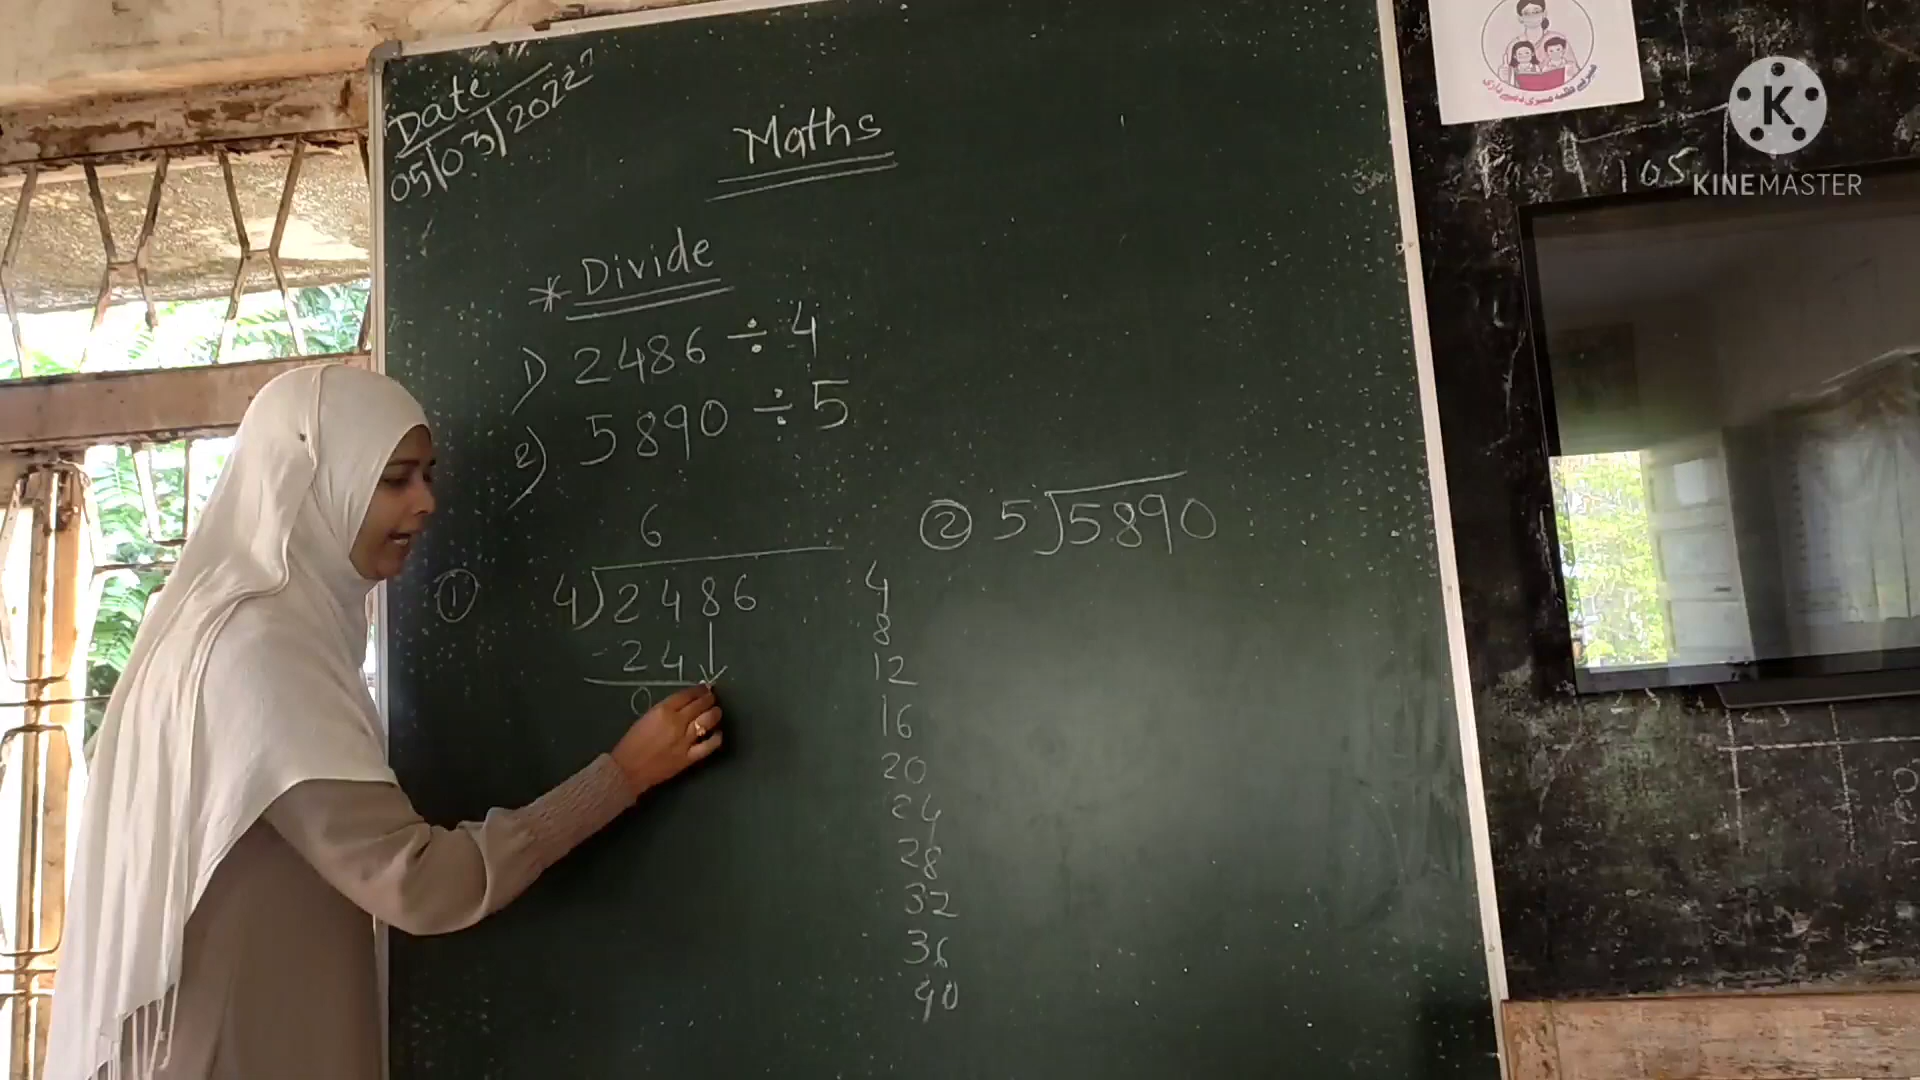 Date
05/03/2022
Maths
* Divide
1) 2486 ÷ 4
2) 5890 ÷ 5
6
① 4)2486
-24
0
4
8
12
16
20
24
28
32
36
40
② 5)5890
105
K
KINEMASTER